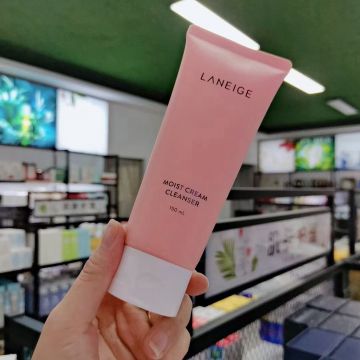 LANEIGE
MOIST CREAM
CLEANSER
150 mL